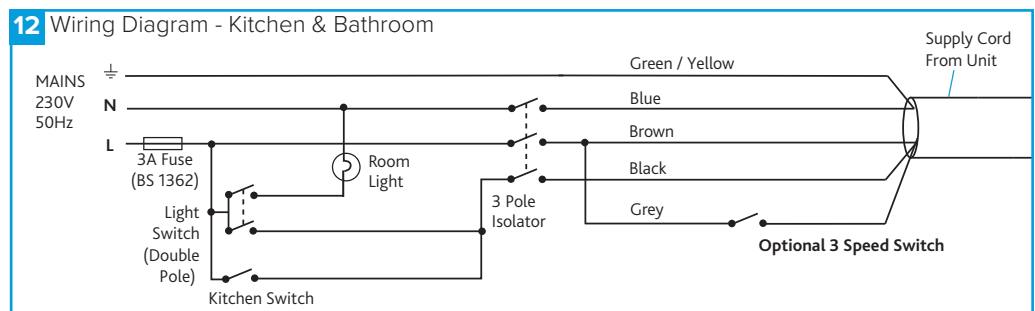 12 Wiring Diagram - Kitchen & Bathroom
Supply Cord
From Unit
MAINS
230V
50Hz
N
L
Green / Yellow
Blue
Brown
Black
Grey
3A Fuse
(BS 1362)
Room
Light
3 Pole
Isolator
Light
Switch
(Double
Pole)
Optional 3 Speed Switch
Kitchen Switch